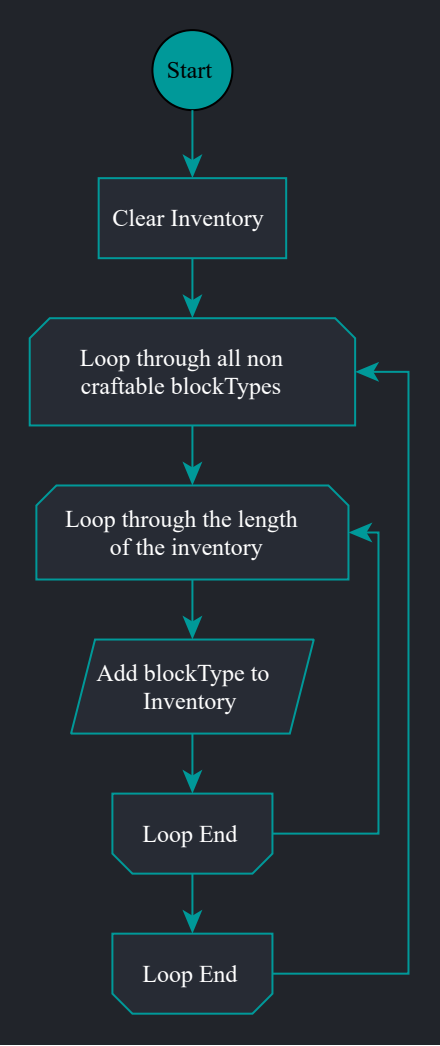 Start
Clear Inventory
Loop through all non
craftable blockTypes
Loop through the length
of the inventory
Add blockType to
Inventory
Loop End
Loop End